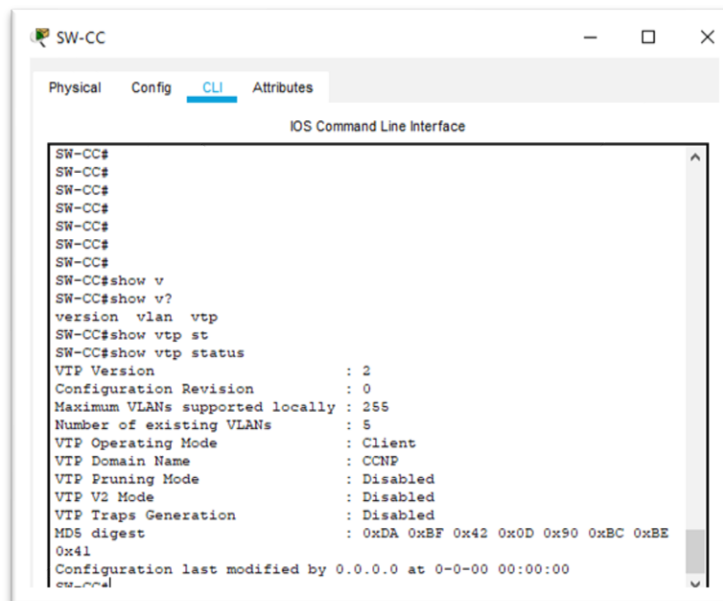 SW-CC
Physical Config CLI Attributes
IOS Command Line Interface
SW-CC#
SW-CC#
SW-CC#
SW-CC#
SW-CC#
SW-CC#
SW-CC#
SW-CC#show v
SW-CC#show v?
version vlan vtp
SW-CC#show vtp st
SW-CC#show vtp status
VTP Version : 2
Configuration Revision : 0
Maximum VLANs supported locally : 255
Number of existing VLANs : 5
VTP Operating Mode : Client
VTP Domain Name : CCNP
VTP Pruning Mode : Disabled
VTP V2 Mode : Disabled
VTP Traps Generation : Disabled
MD5 digest : 0xDA 0xBF 0x42 0x0D 0x90 0xBC 0xBE
0x41
Configuration last modified by 0.0.0.0 at 0-0-00 00:00:00
SW-CC#